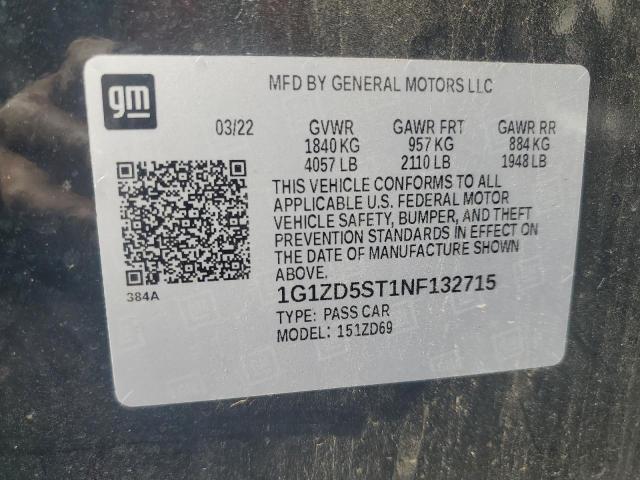 gm
MFD BY GENERAL MOTORS LLC
03/22 GVWR GAWR FRT GAWR RR
1840 KG 957 KG 884 KG
4057 LB 2110 LB 1948 LB
THIS VEHICLE CONFORMS TO ALL
APPLICABLE U.S. FEDERAL MOTOR
VEHICLE SAFETY, BUMPER, AND THEFT
PREVENTION STANDARDS IN EFFECT ON
THE DATE OF MANUFACTURE SHOWN
ABOVE.
384A
1G1ZD5ST1NF132715
TYPE: PASS CAR
MODEL: 151ZD69